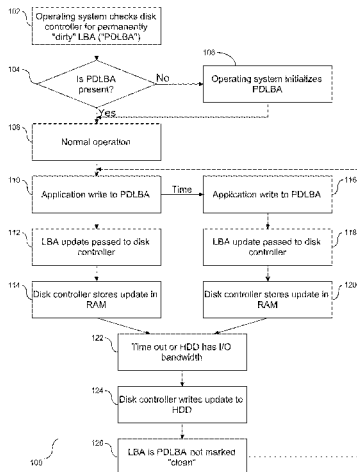 102
Operating system checks disk
controller for permanently
"dirty" LBA ("PDLBA")
104
Is PDLBA
present?
No
106
Operating system initializes
PDLBA
Yes
108
Normal operation
110
Application write to PDLBA
Time
Application write to PDLBA
116
112
LBA update passed to disk
controller
LBA update passed to disk
controller
118
114
Disk controller stores update in
RAM
Disk controller stores update in
RAM
120
122
Time out or HDD has I/O
bandwidth
124
Disk controller writes update to
HDD
126
LBA is PDLBA not marked
"clean"
100